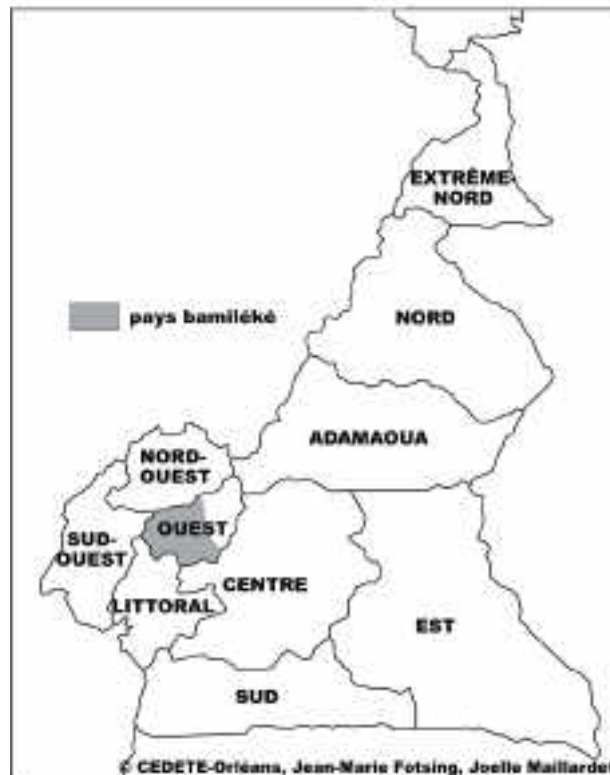 EXTRÊME-
NORD
NORD
pays bamiléké
ADAMAOUA
NORD-
OUEST
OUEST
SUD-
OUEST
CENTRE
LITTORAL
EST
SUD
© CEDETE-Orléans, Jean-Marie Fotsing, Joelle Maillardet